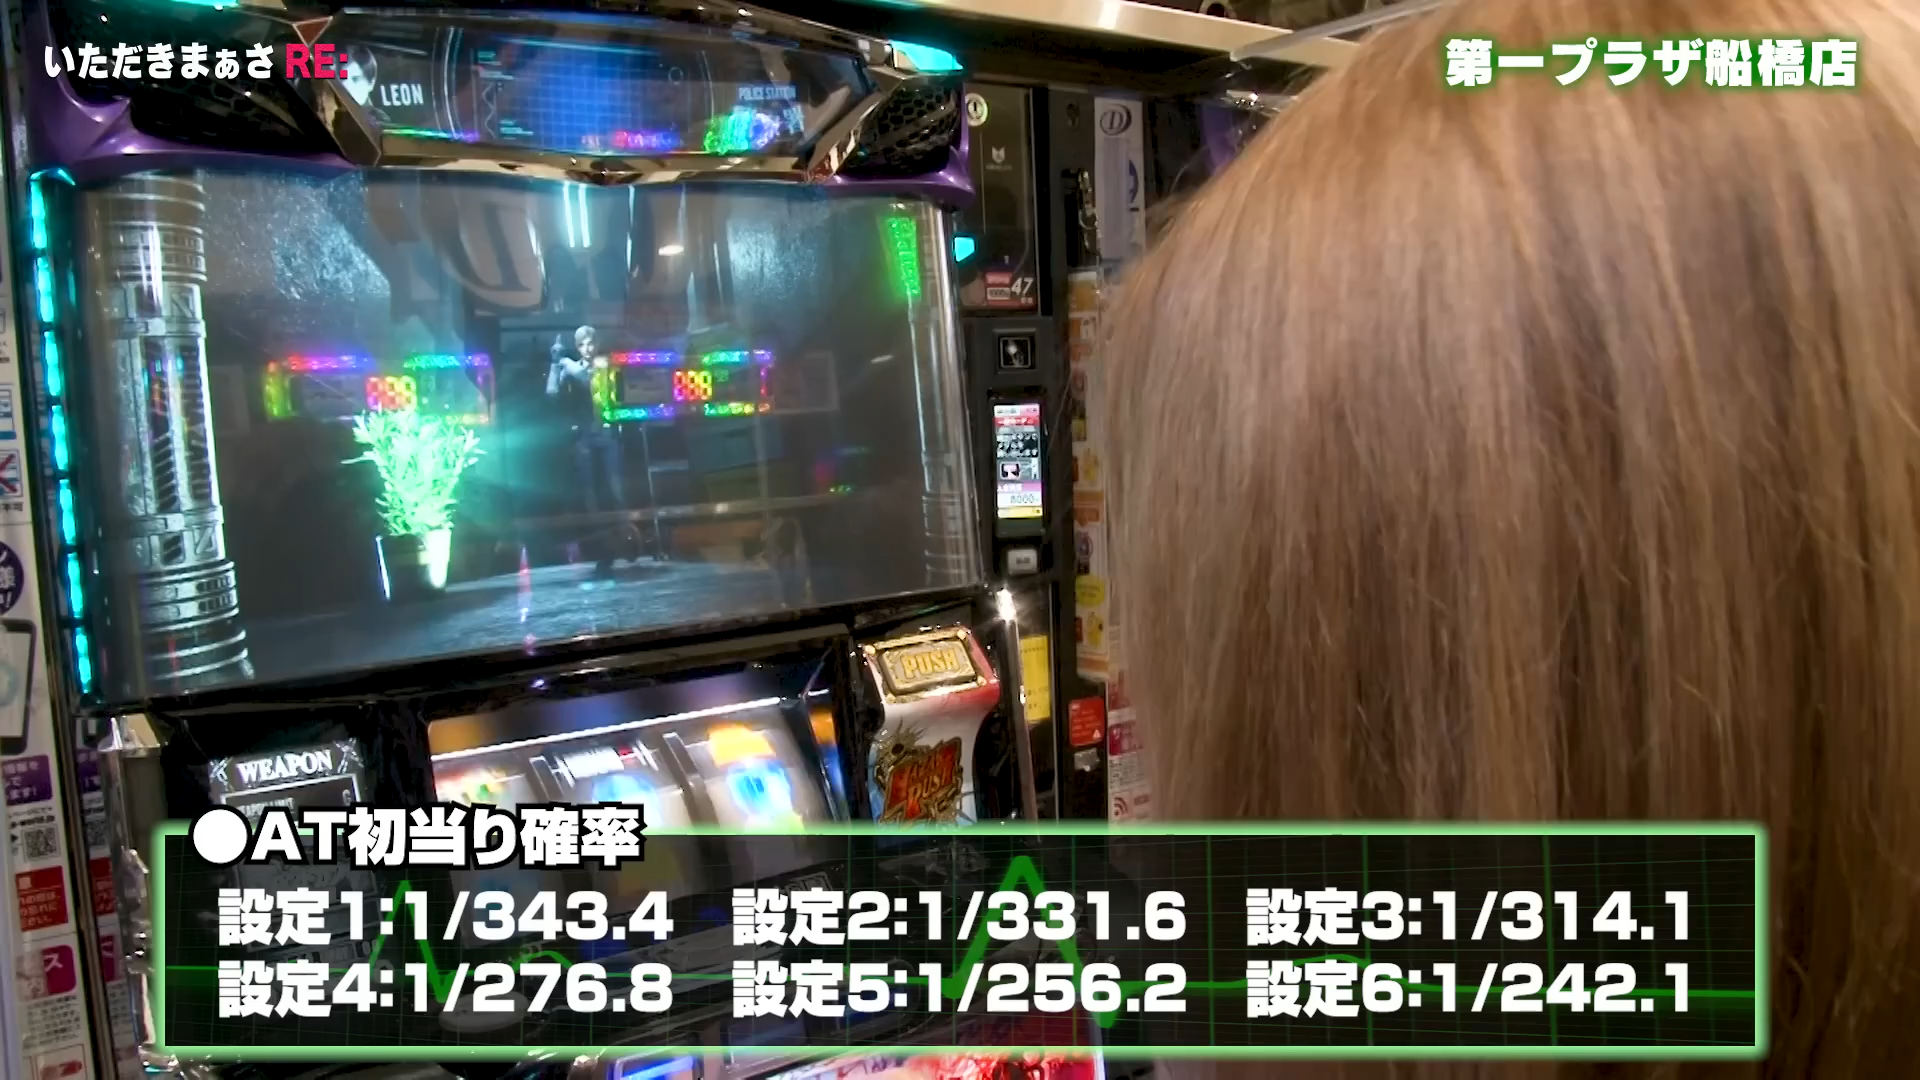 いただきまぁさ RE:
第一プラザ船橋店
LEON
POLICE STATION
47
PUSH
WEAPON
●AT初当り確率
設定1:1/343.4 設定2:1/331.6 設定3:1/314.1
設定4:1/276.8 設定5:1/256.2 設定6:1/242.1